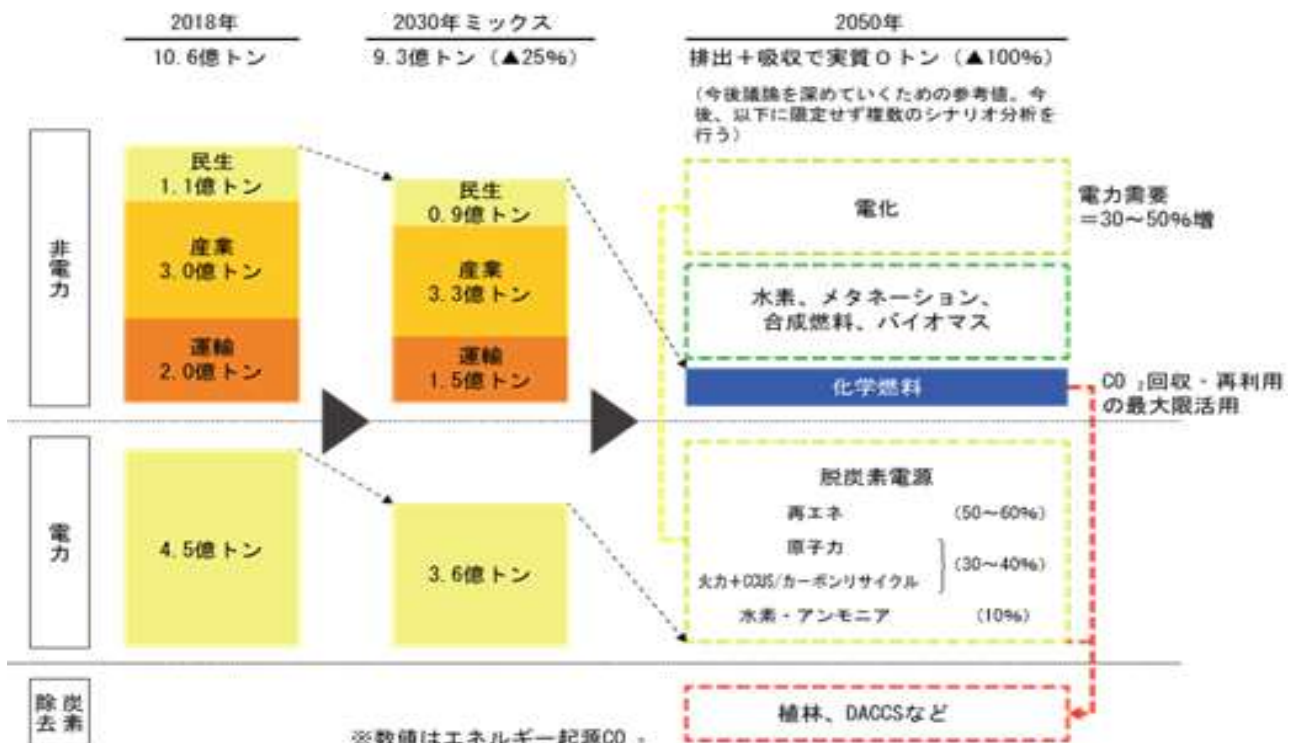 2018年
10.6億トン
2030年ミックス
9.3億トン（▲25%）
2050年
排出＋吸収で実質0トン（▲100%）
（今後議論を深めていくための参考値。今
後、以下に限定せず複数のシナリオ分析を
行う）
非電力
民生
1.1億トン
産業
3.0億トン
運輸
2.0億トン
民生
0.9億トン
産業
3.3億トン
運輸
1.5億トン
電化
電力需要
＝30～50%増
水素、メタネーション、
合成燃料、バイオマス
化学燃料
CO₂回収・再利用
の最大限活用
電力
4.5億トン
3.6億トン
脱炭素電源
再エネ （50～60%）
原子力
（30～40%）
火力+CCUS/カーボンリサイクル
水素・アンモニア （10%）
炭素
除去
植林、DACCSなど
※数値はエネルギー起源CO₂